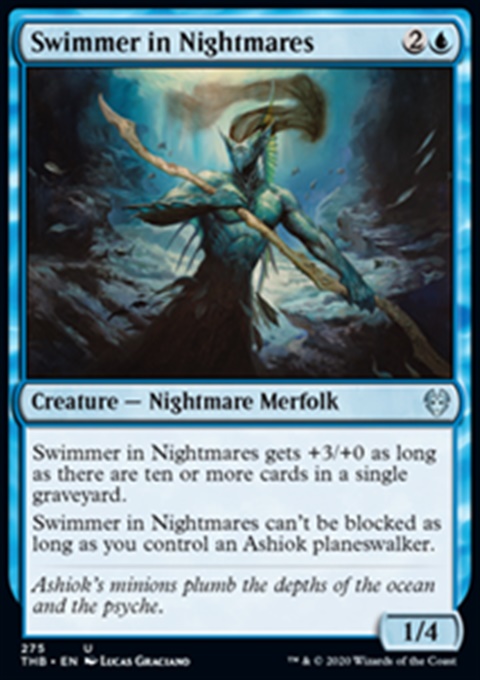 Swimmer in Nightmares 2
Creature — Nightmare Merfolk
Swimmer in Nightmares gets +3/+0 as long
as there are ten or more cards in a single
graveyard.
Swimmer in Nightmares can't be blocked as
long as you control an Ashiok planeswalker.
Ashiok's minions plumb the depths of the ocean
and the psyche.
1/4
275 U
THB • EN Lucas Graciano
™ & © 2020 Wizards of the Coast